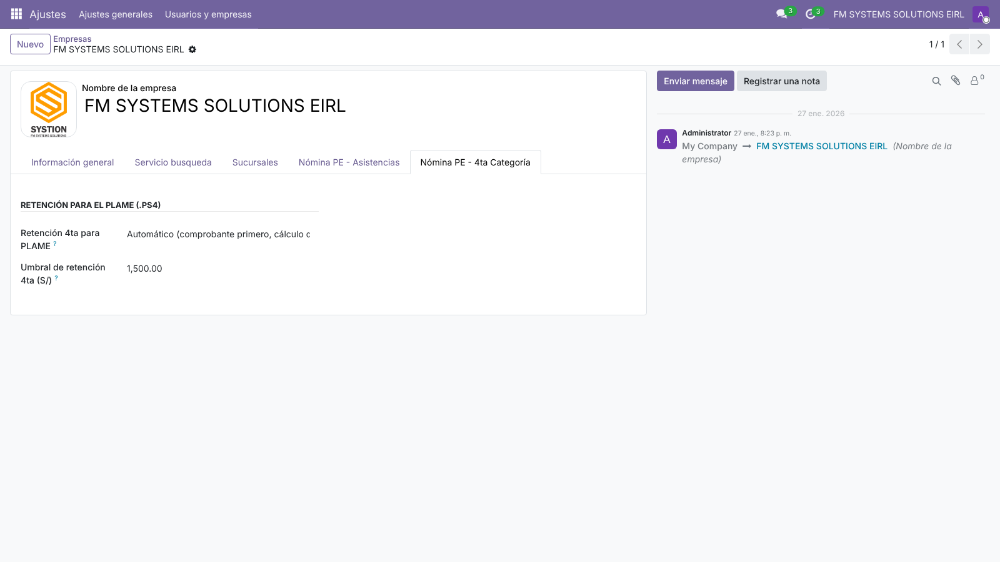 Ajustes Ajustes generales Usuarios y empresas 3 3 FM SYSTEMS SOLUTIONS EIRL A
Nuevo
Empresas
FM SYSTEMS SOLUTIONS EIRL
1 / 1
SYSTION
FM SYSTEMS SOLUTIONS
Nombre de la empresa
FM SYSTEMS SOLUTIONS EIRL
Información general Servicio busqueda Sucursales Nómina PE - Asistencias Nómina PE - 4ta Categoría
RETENCIÓN PARA EL PLAME (.PS4)
Retención 4ta para
PLAME ?
Automático (comprobante primero, cálculo c
Umbral de retención
4ta (S/) ?
1,500.00
Enviar mensaje Registrar una nota 0
27 ene. 2026
A
Administrator 27 ene., 8:23 p. m.
My Company → FM SYSTEMS SOLUTIONS EIRL (Nombre de la
empresa)